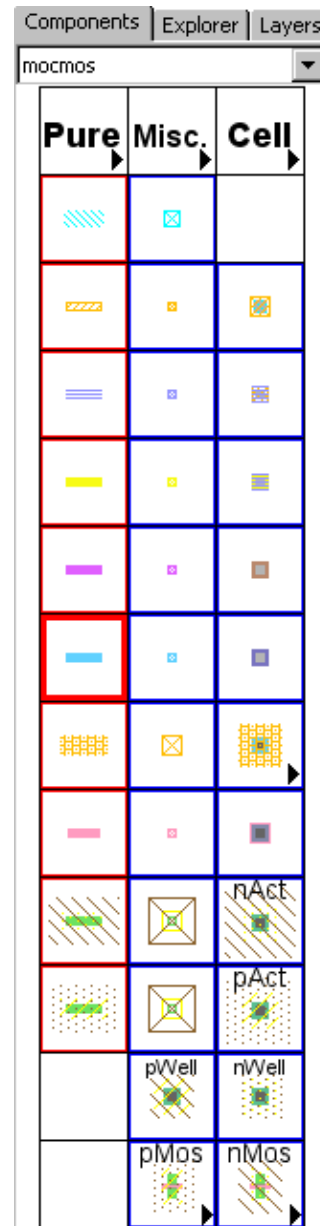 Components Explorer Layers
mocmos
Pure Misc. Cell
nAct
pAct
pWell nWell
pMos nMos